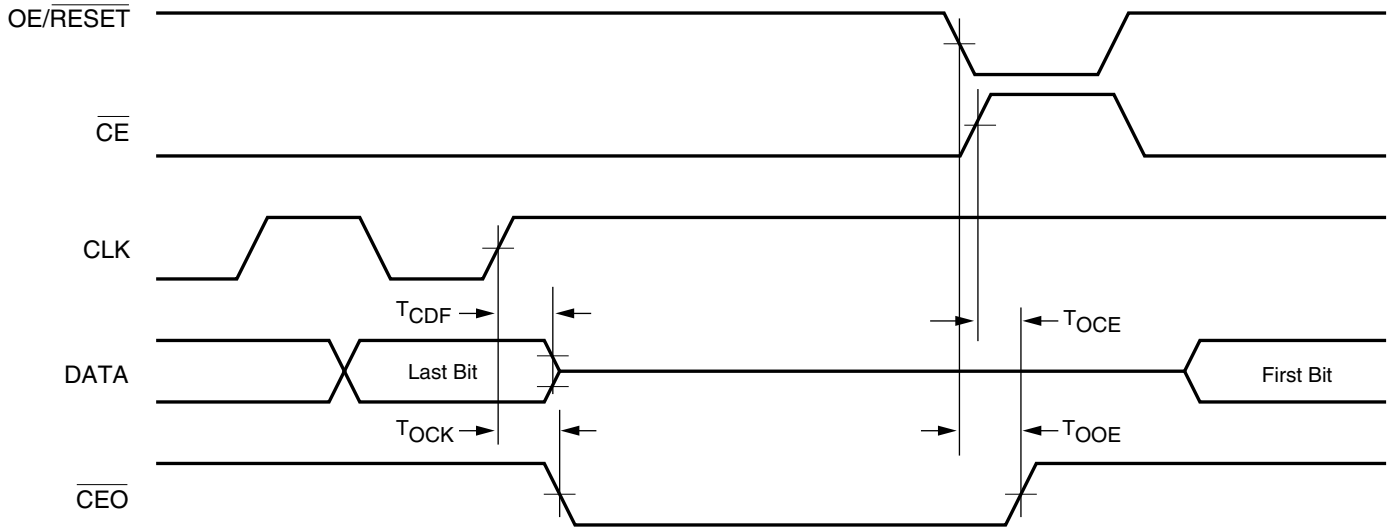 OE/RESET
CE
CLK
TCDF
TOCE
DATA
Last Bit
First Bit
TOCK
TOOE
CEO